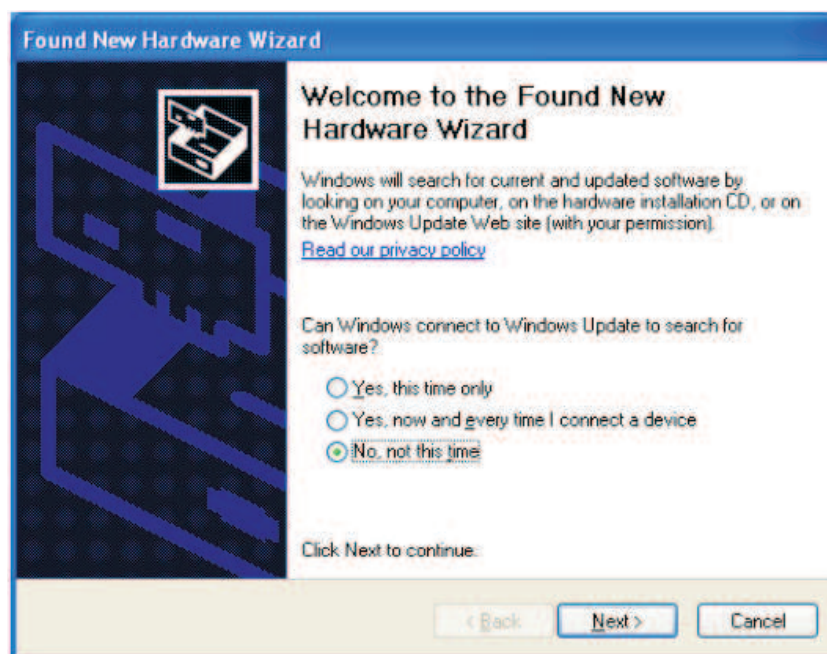 Found New Hardware Wizard
Welcome to the Found New
Hardware Wizard
Windows will search for current and updated software by
looking on your computer, on the hardware installation CD, or on
the Windows Update Web site (with your permission).
Read our privacy policy
Can Windows connect to Windows Update to search for
software?
Yes, this time only
Yes, now and every time I connect a device
No, not this time
Click Next to continue.
< Back
Next >
Cancel